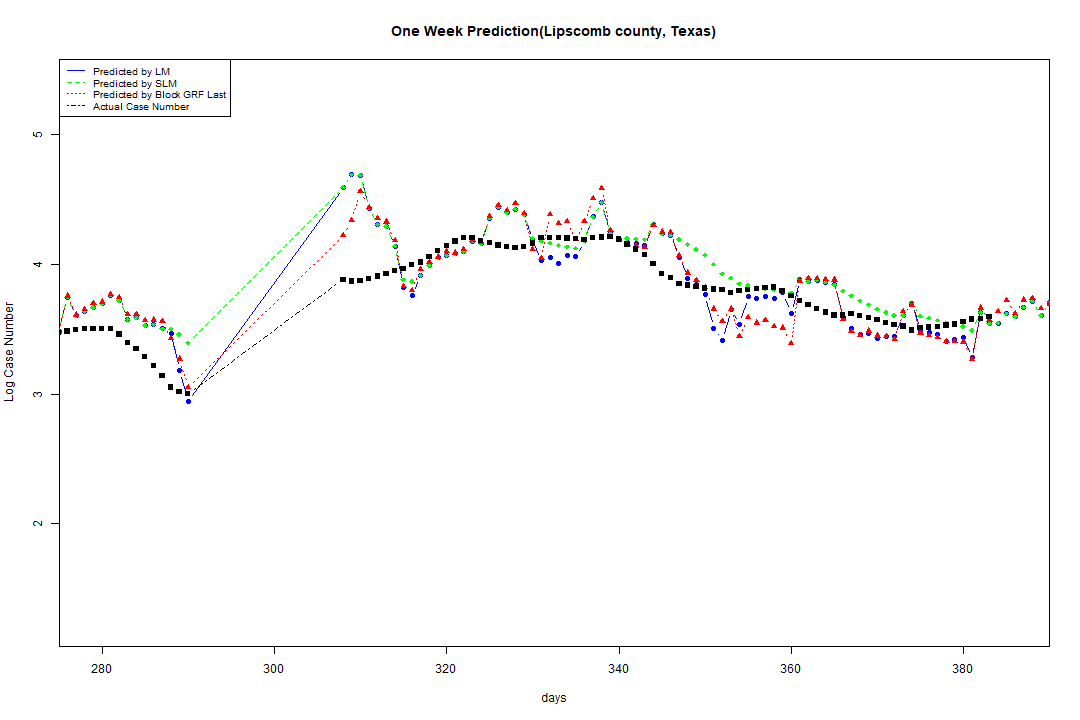 One Week Prediction(Lipscomb county, Texas)
Predicted by LM
Predicted by SLM
Predicted by Block GRF Last
Actual Case Number
5
4
3
2
Log Case Number
280 300 320 340 360 380
days